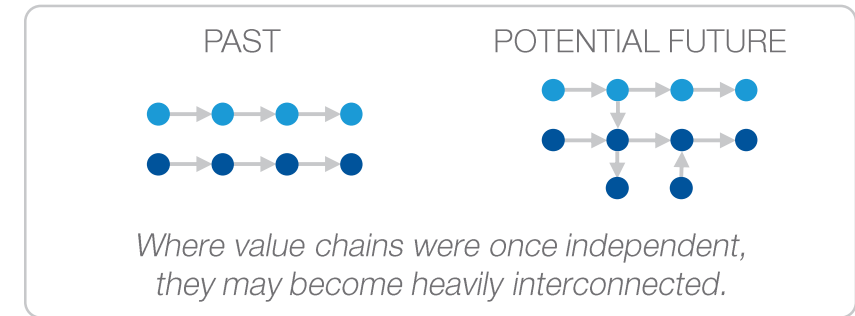 PAST
POTENTIAL FUTURE
Where value chains were once independent,
they may become heavily interconnected.